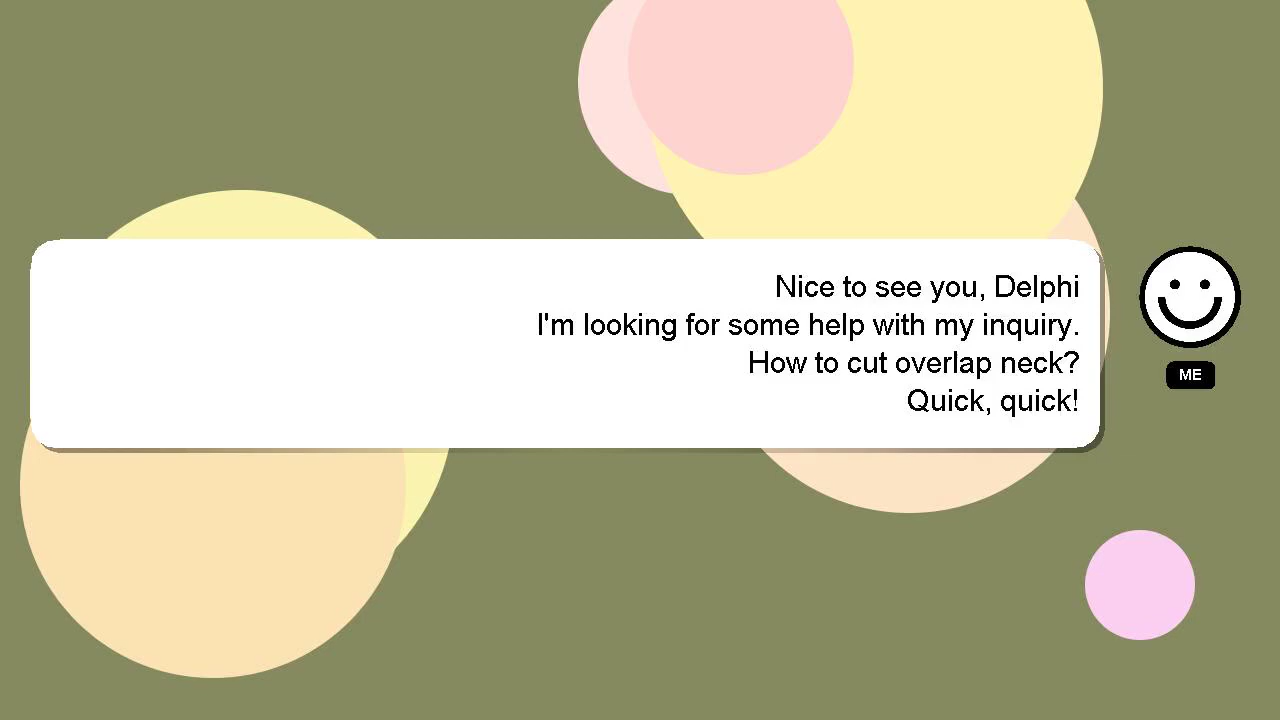 Nice to see you, Delphi
I'm looking for some help with my inquiry.
How to cut overlap neck?
Quick, quick!
ME